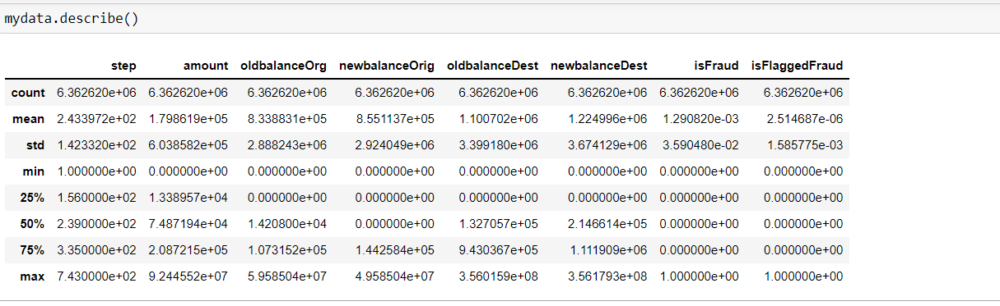 mydata.describe()
step amount oldbalanceOrg newbalanceOrig oldbalanceDest newbalanceDest isFraud isFlaggedFraud
count 6.362620e+06 6.362620e+06 6.362620e+06 6.362620e+06 6.362620e+06 6.362620e+06 6.362620e+06 6.362620e+06
mean 2.433972e+02 1.798619e+05 8.338831e+05 8.551137e+05 1.100702e+06 1.224996e+06 1.290820e-03 2.514687e-06
std 1.423320e+02 6.038582e+05 2.888243e+06 2.924049e+06 3.399180e+06 3.674129e+06 3.590480e-02 1.585775e-03
min 1.000000e+00 0.000000e+00 0.000000e+00 0.000000e+00 0.000000e+00 0.000000e+00 0.000000e+00 0.000000e+00
25% 1.560000e+02 1.338957e+04 0.000000e+00 0.000000e+00 0.000000e+00 0.000000e+00 0.000000e+00 0.000000e+00
50% 2.390000e+02 7.487194e+04 1.420800e+04 0.000000e+00 1.327057e+05 2.146614e+05 0.000000e+00 0.000000e+00
75% 3.350000e+02 2.087215e+05 1.073152e+05 1.442584e+05 9.430367e+05 1.111909e+06 0.000000e+00 0.000000e+00
max 7.430000e+02 9.244552e+07 5.958504e+07 4.958504e+07 3.560159e+08 3.561793e+08 1.000000e+00 1.000000e+00